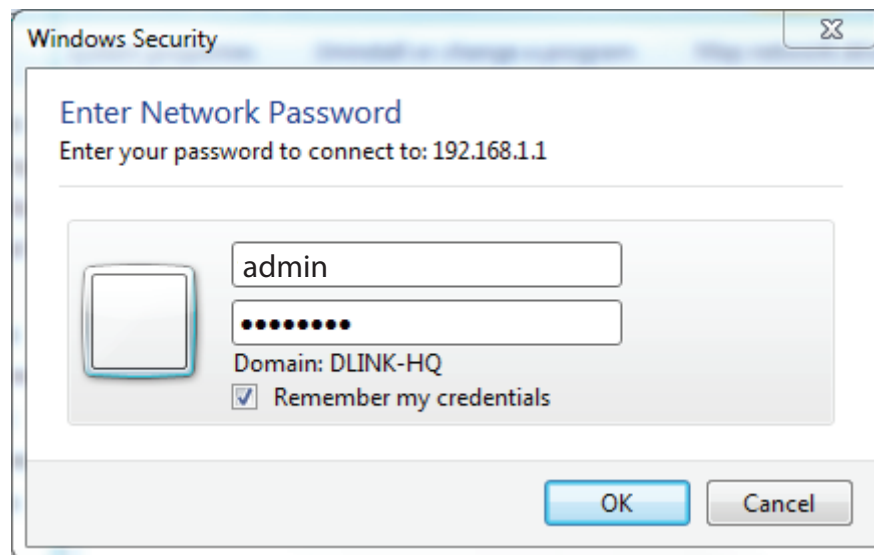 Windows Security
Enter Network Password
Enter your password to connect to: 192.168.1.1
admin
••••••••
Domain: DLINK-HQ
Remember my credentials
OK
Cancel